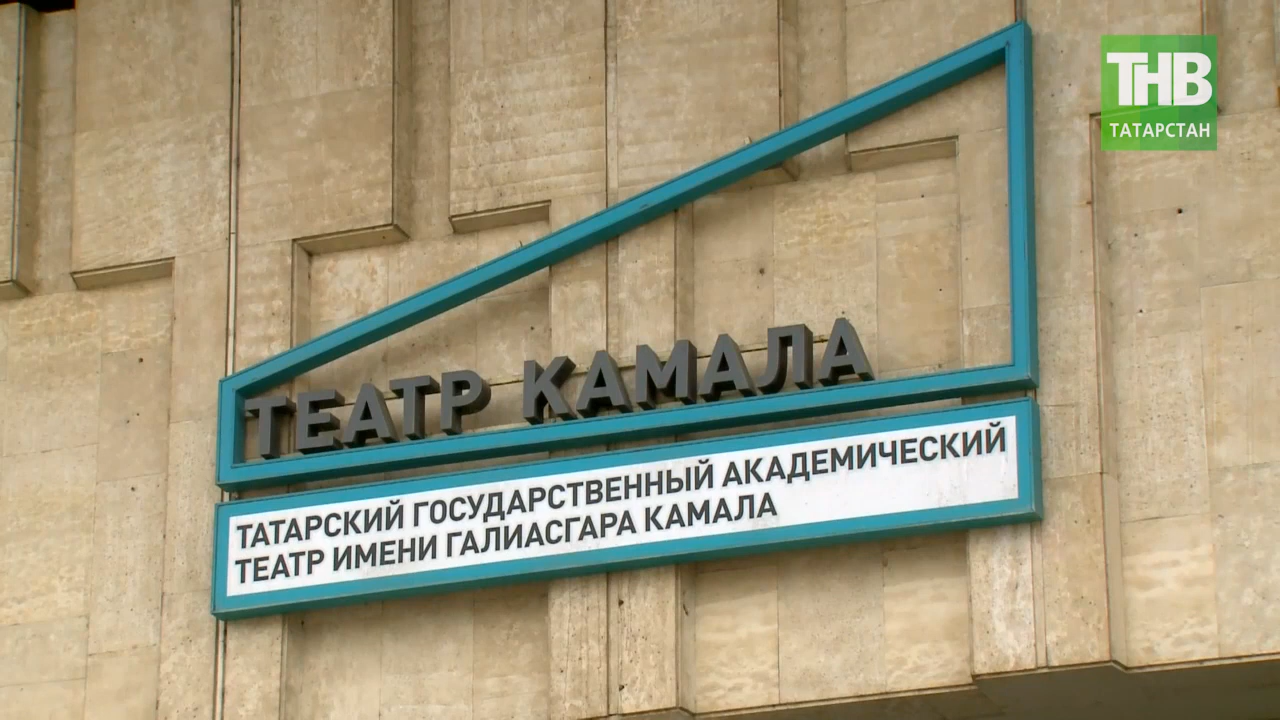 ТНВ
ТАТАРСТАН
ТЕАТР КАМАЛА
ТАТАРСКИЙ ГОСУДАРСТВЕННЫЙ АКАДЕМИЧЕСКИЙ
ТЕАТР ИМЕНИ ГАЛИАСГАРА КАМАЛА